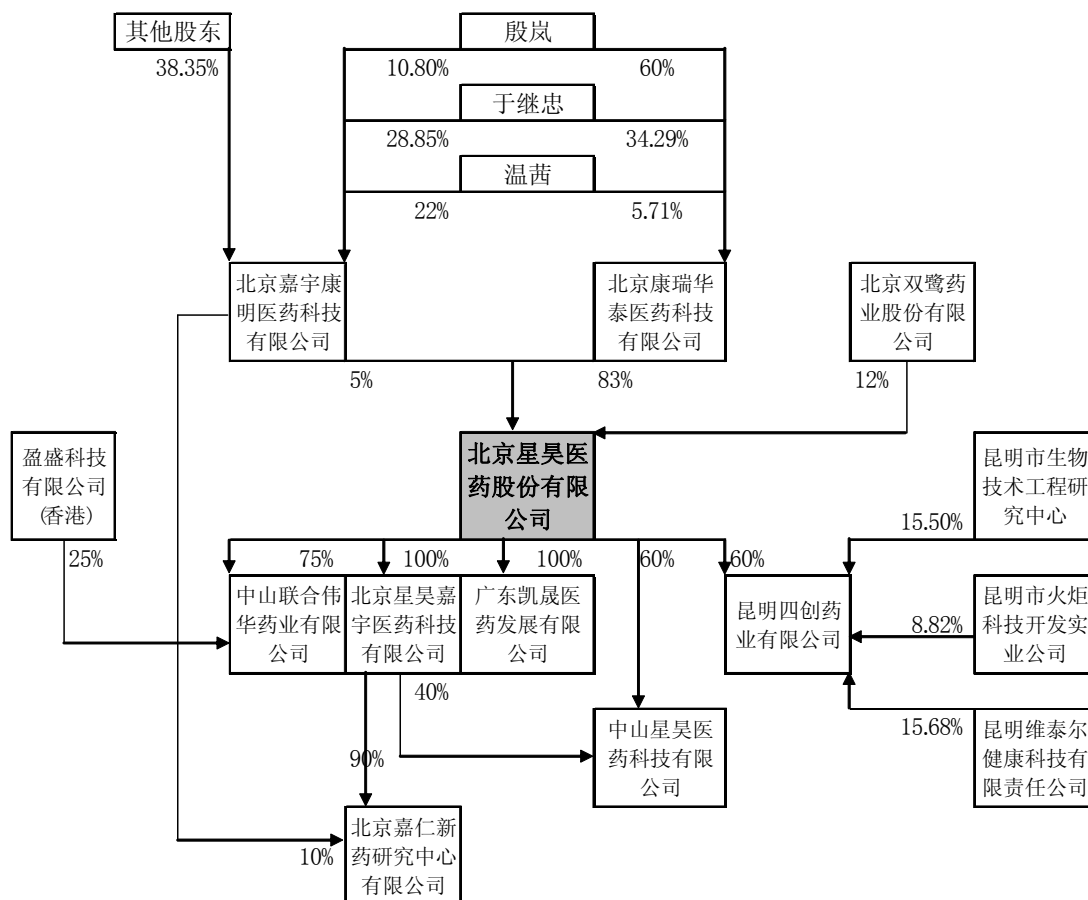 其他股东
殷岚
38.35%
10.80%
60%
于继忠
28.85%
34.29%
温茜
22%
5.71%
北京嘉宇康
明医药科技
有限公司
北京康瑞华
泰医药科技
有限公司
北京双鹭药
业股份有限
公司
5%
83%
12%
盈盛科技
有限公司
(香港)
北京星昊医
药股份有限
公司
昆明市生物
技术工程研
究中心
25%
75%
100%
100%
60%
60%
15.50%
中山联合伟
华药业有限
公司
北京星昊嘉
宇医药科技
有限公司
广东凯晟医
药发展有限
公司
昆明四创药
业有限公司
8.82%
昆明市火炬
科技开发实
业公司
40%
90%
中山星昊医
药科技有限
公司
15.68%
昆明维泰尔
健康科技有
限责任公司
10%
北京嘉仁新
药研究中心
有限公司